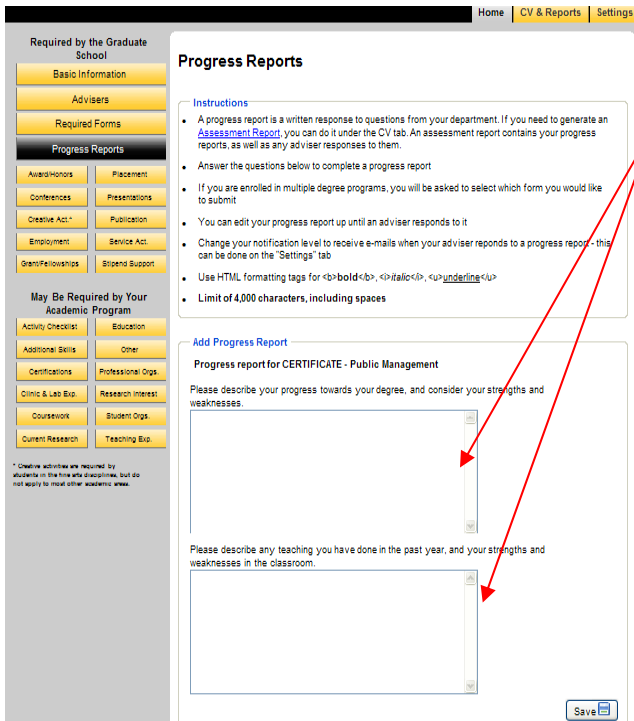 Home CV & Reports Settings
Required by the Graduate
School
Basic Information
Advisers
Required Forms
Progress Reports
Award/Honors Placement
Conferences Presentations
Creative Act.* Publication
Employment Service Act.
Grant/Fellowships Stipend Support
May Be Required by Your
Academic Program
Activity Checklist Education
Additional Skills Other
Certifications Professional Orgs.
Clinic & Lab Exp. Research Interest
Coursework Student Orgs.
Current Research Teaching Exp.
* Creative activities are required by
students in the fine arts disciplines, but do
not apply to most other academic areas.
Progress Reports
Instructions
• A progress report is a written response to questions from your department. If you need to generate an
Assessment Report, you can do it under the CV tab. An assessment report contains your progress
reports, as well as any adviser responses to them.
• Answer the questions below to complete a progress report
• If you are enrolled in multiple degree programs, you will be asked to select which form you would like
to submit
• You can edit your progress report up until an adviser responds to it
• Change your notification level to receive e-mails when your adviser reponds to a progress report - this
can be done on the "Settings" tab
• Use HTML formatting tags for <b>bold</b>, <i>italic</i>, <u>underline</u>
• Limit of 4,000 characters, including spaces
Add Progress Report
Progress report for CERTIFICATE - Public Management
Please describe your progress towards your degree, and consider your strengths and
weaknesses.
Please describe any teaching you have done in the past year, and your strengths and
weaknesses in the classroom.
Save